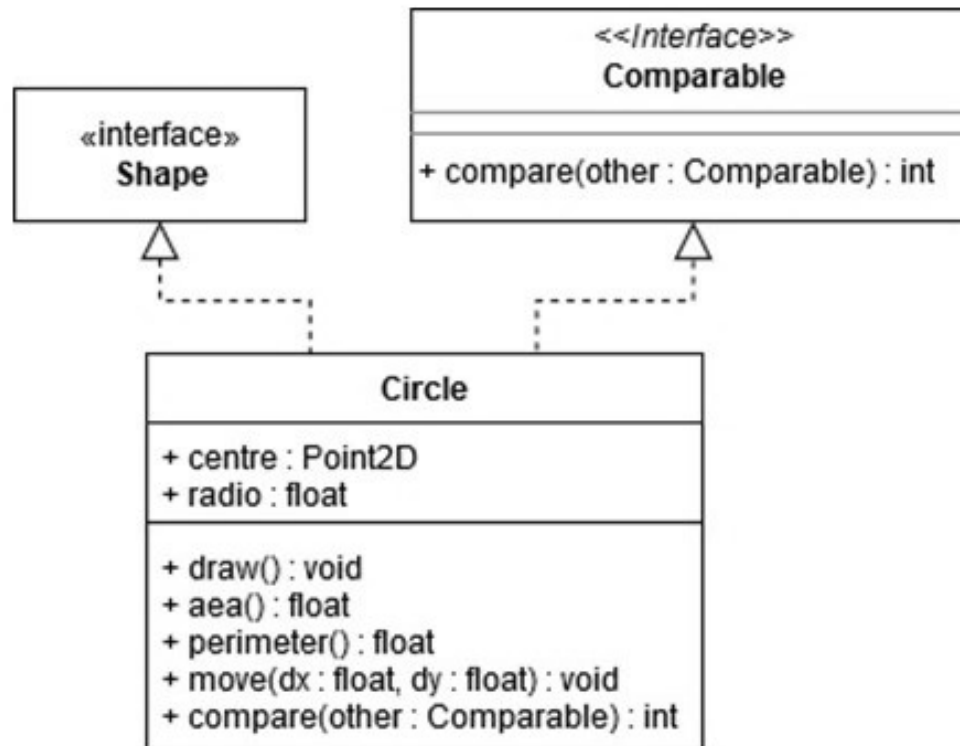 «interface»
Shape
<<Interface>>
Comparable
+ compare(other : Comparable) : int
Circle
+ centre : Point2D
+ radio : float
+ draw() : void
+ aea() : float
+ perimeter() : float
+ move(dx : float, dy : float) : void
+ compare(other : Comparable) : int